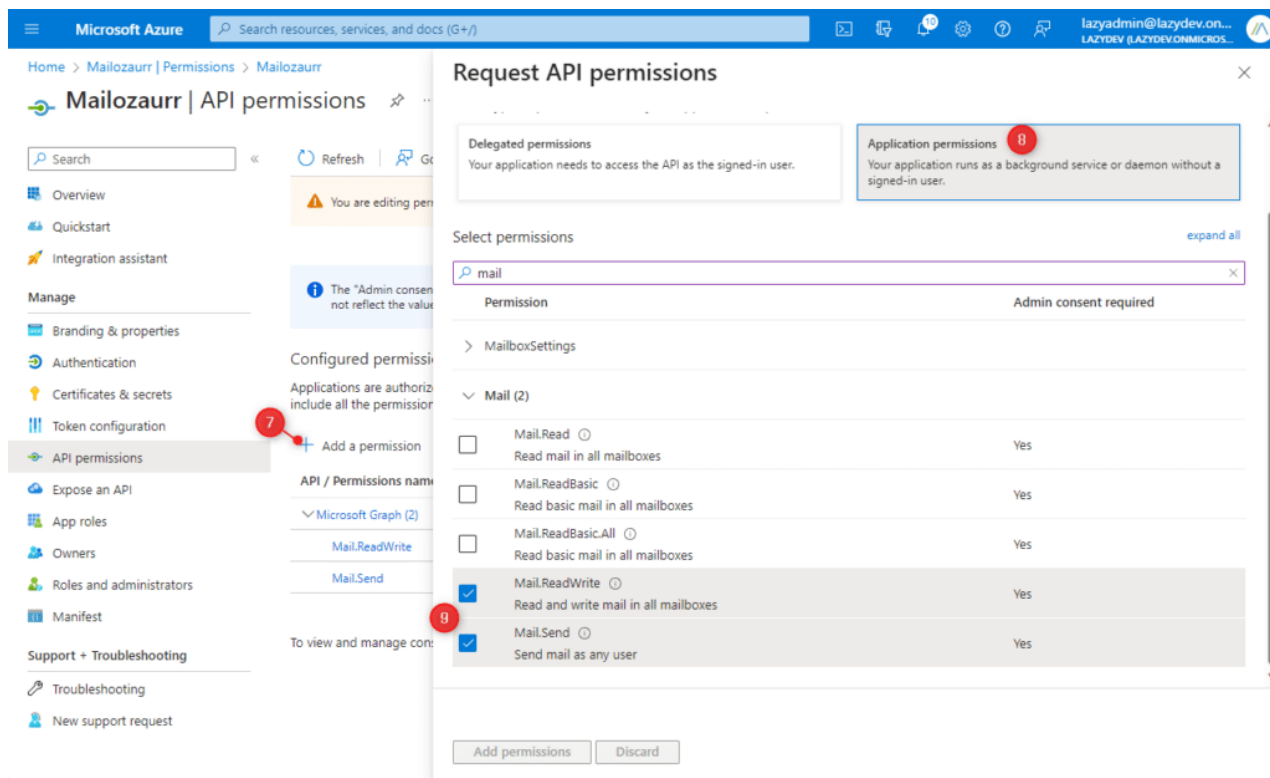 Microsoft Azure
Search resources, services, and docs (G+/)
10
lazyadmin@lazydev.on...
LAZYDEV (LAZYDEV.ONMICROS...
Home > Mailozaurr | Permissions > Mailozaurr
Mailozaurr | API permissions
Search
Overview
Quickstart
Integration assistant
Manage
Branding & properties
Authentication
Certificates & secrets
Token configuration
API permissions
Expose an API
App roles
Owners
Roles and administrators
Manifest
Support + Troubleshooting
Troubleshooting
New support request
Refresh
You are editing
The "Admin
not reflect the
Configured
Applications are
include all the
7
Add a permission
API / Permissions
Microsoft Graph (2)
Mail.ReadWrite
Mail.Send
To view and manage
Request API permissions
Delegated permissions
Your application needs to access the API as the signed-in user.
Application permissions
8
Your application runs as a background service or daemon without a
signed-in user.
Select permissions
expand all
mail
Permission
Admin consent required
MailboxSettings
Mail (2)
Mail.Read
Read mail in all mailboxes
Yes
Mail.ReadBasic
Read basic mail in all mailboxes
Yes
Mail.ReadBasic.All
Read basic mail in all mailboxes
Yes
Mail.ReadWrite
Read and write mail in all mailboxes
Yes
9
Mail.Send
Send mail as any user
Yes
Add permissions
Discard